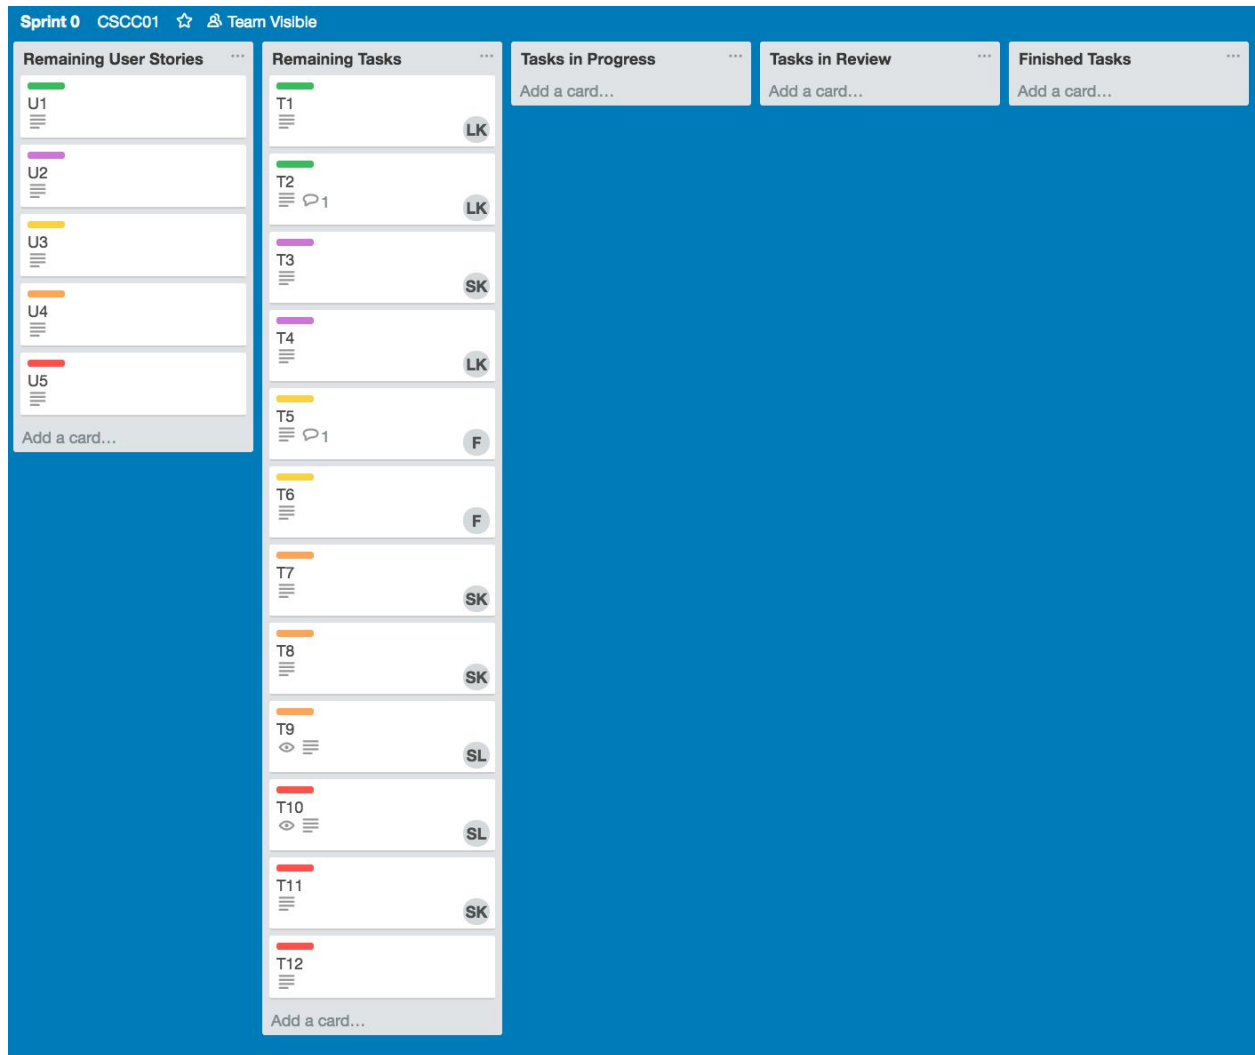 Sprint 0 CSCC01 Team Visible
Remaining User Stories
U1
U2
U3
U4
U5
Add a card…
Remaining Tasks
T1
LK
T2
1
LK
T3
SK
T4
LK
T5
1
F
T6
F
T7
SK
T8
SK
T9
SL
T10
SL
T11
SK
T12
Add a card…
Tasks in Progress
Add a card…
Tasks in Review
Add a card…
Finished Tasks
Add a card…